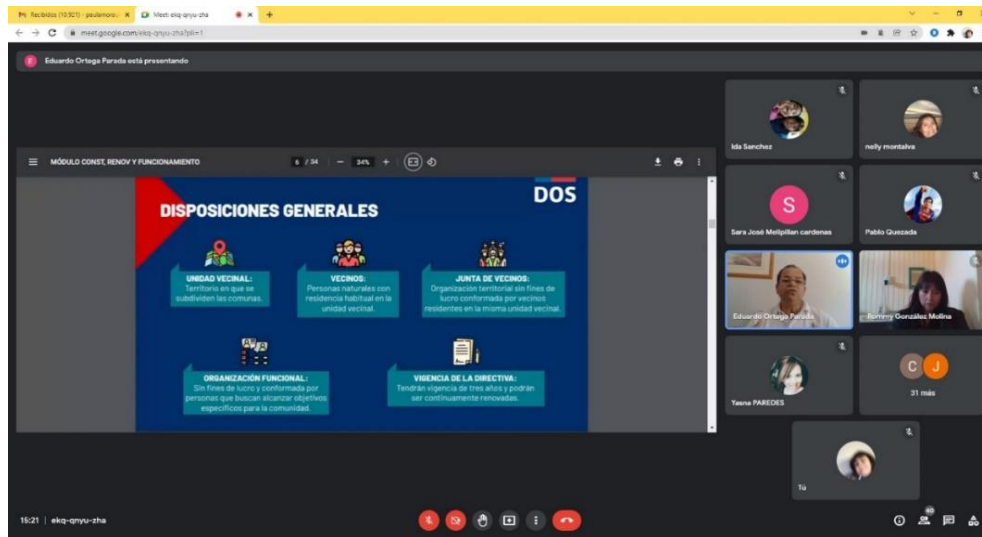 Recibidos (10.921) - paulamora
Meet: ekq-qnyu-zha
meet.google.com/ekq-qnyu-zha?pli=1
E
Eduardo Ortega Parada está presentando
MÓDULO CONST, RENOV Y FUNCIONAMIENTO
6 / 34
34%
DOS
DISPOSICIONES GENERALES
UNIDAD VECINAL:
Territorio en que se
subdividen las comunas.
VECINOS:
Personas naturales con
residencia habitual en la
unidad vecinal.
JUNTA DE VECINOS:
Organización territorial sin fines de
lucro conformada por vecinos
residentes en la misma unidad vecinal.
ORGANIZACIÓN FUNCIONAL:
Sin fines de lucro y conformada por
personas que buscan alcanzar objetivos
específicos para la comunidad.
VIGENCIA DE LA DIRECTIVA:
Tendrán vigencia de tres años y podrán
ser continuamente renovadas.
Ida Sanchez
nelly montalva
S
Sara José Melipillan cardenas
Pablo Quezada
Eduardo Ortega Parada
Rommy González Molina
Yasna PAREDES
C J
31 más
Tú
15:21 | ekq-qnyu-zha
40